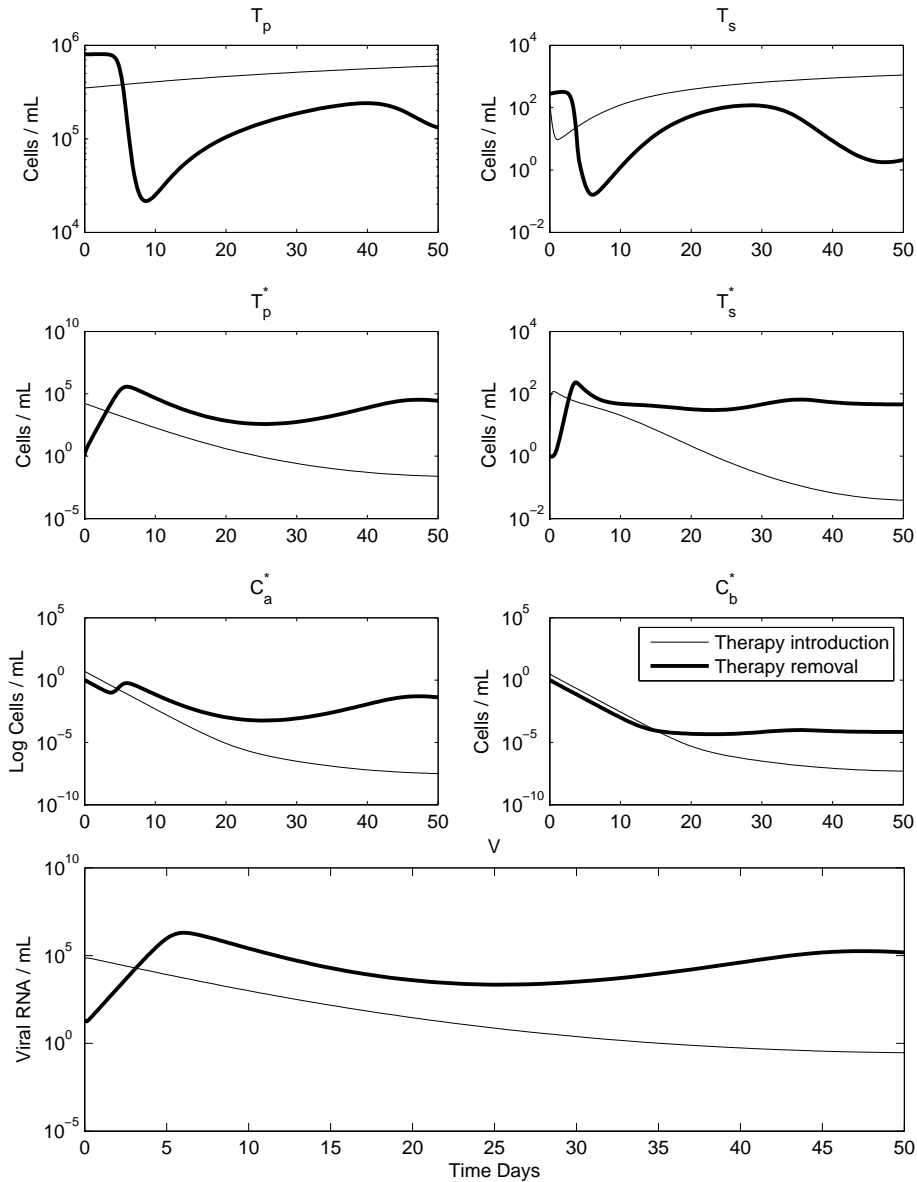 T_p
T_s
Cells / mL
10^6
10^5
10^4
0 10 20 30 40 50
Cells / mL
10^4
10^2
10^0
10^−2
0 10 20 30 40 50
T_p^*
T_s^*
Cells / mL
10^10
10^5
10^0
10^−5
0 10 20 30 40 50
Cells / mL
10^4
10^2
10^0
10^−2
0 10 20 30 40 50
C_a^*
C_b^*
Log Cells / mL
10^5
10^0
10^−5
10^−10
0 10 20 30 40 50
Cells / mL
10^5
10^0
10^−5
10^−10
Therapy introduction
Therapy removal
0 10 20 30 40 50
V
Viral RNA / mL
10^10
10^5
10^0
10^−5
0 5 10 15 20 25 30 35 40 45 50
Time Days